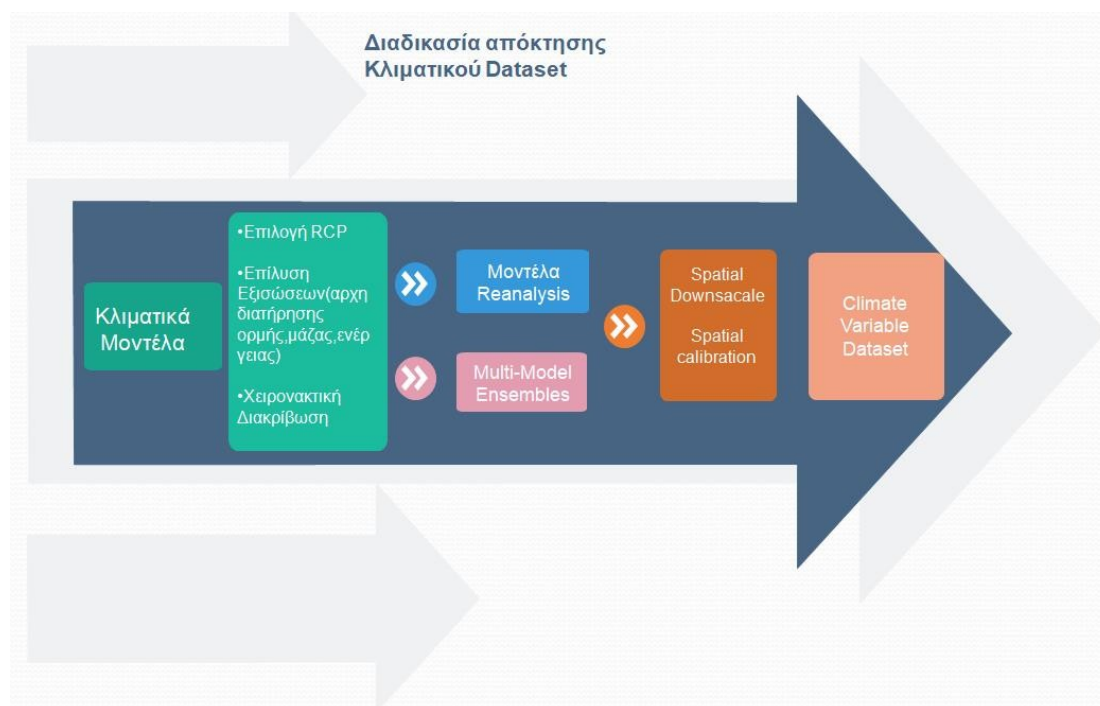 Διαδικασία απόκτησης
Κλιματικού Dataset
Κλιματικά
Μοντέλα
•Επιλογή RCP
•Επίλυση
Εξισώσεων(αρχη
διατήρησης
ορμής,μάζας,ενέρ
γειας)
•Χειρονακτική
Διακρίβωση
Μοντέλα
Reanalysis
Multi-Model
Ensembles
Spatial
Downsacale
Spatial
calibration
Climate
Variable
Dataset